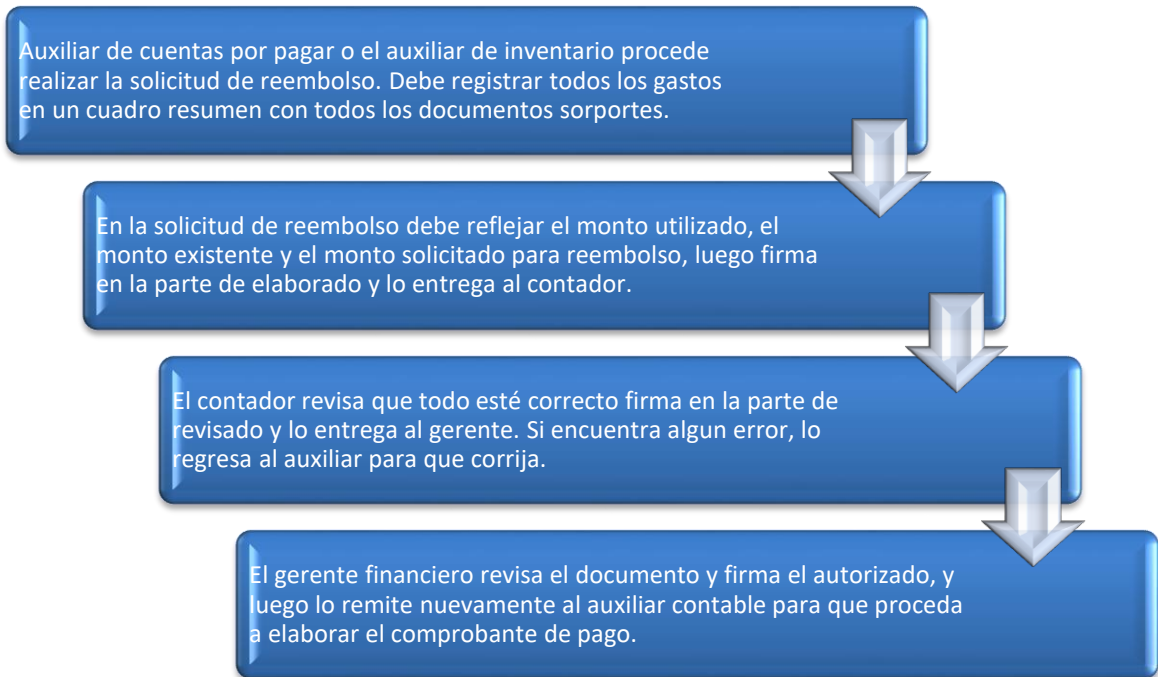 Auxiliar de cuentas por pagar o el auxiliar de inventario procede
realizar la solicitud de reembolso. Debe registrar todos los gastos
en un cuadro resumen con todos los documentos sorportes.
En la solicitud de reembolso debe reflejar el monto utilizado, el
monto existente y el monto solicitado para reembolso, luego firma
en la parte de elaborado y lo entrega al contador.
El contador revisa que todo esté correcto firma en la parte de
revisado y lo entrega al gerente. Si encuentra algun error, lo
regresa al auxiliar para que corrija.
El gerente financiero revisa el documento y firma el autorizado, y
luego lo remite nuevamente al auxiliar contable para que proceda
a elaborar el comprobante de pago.